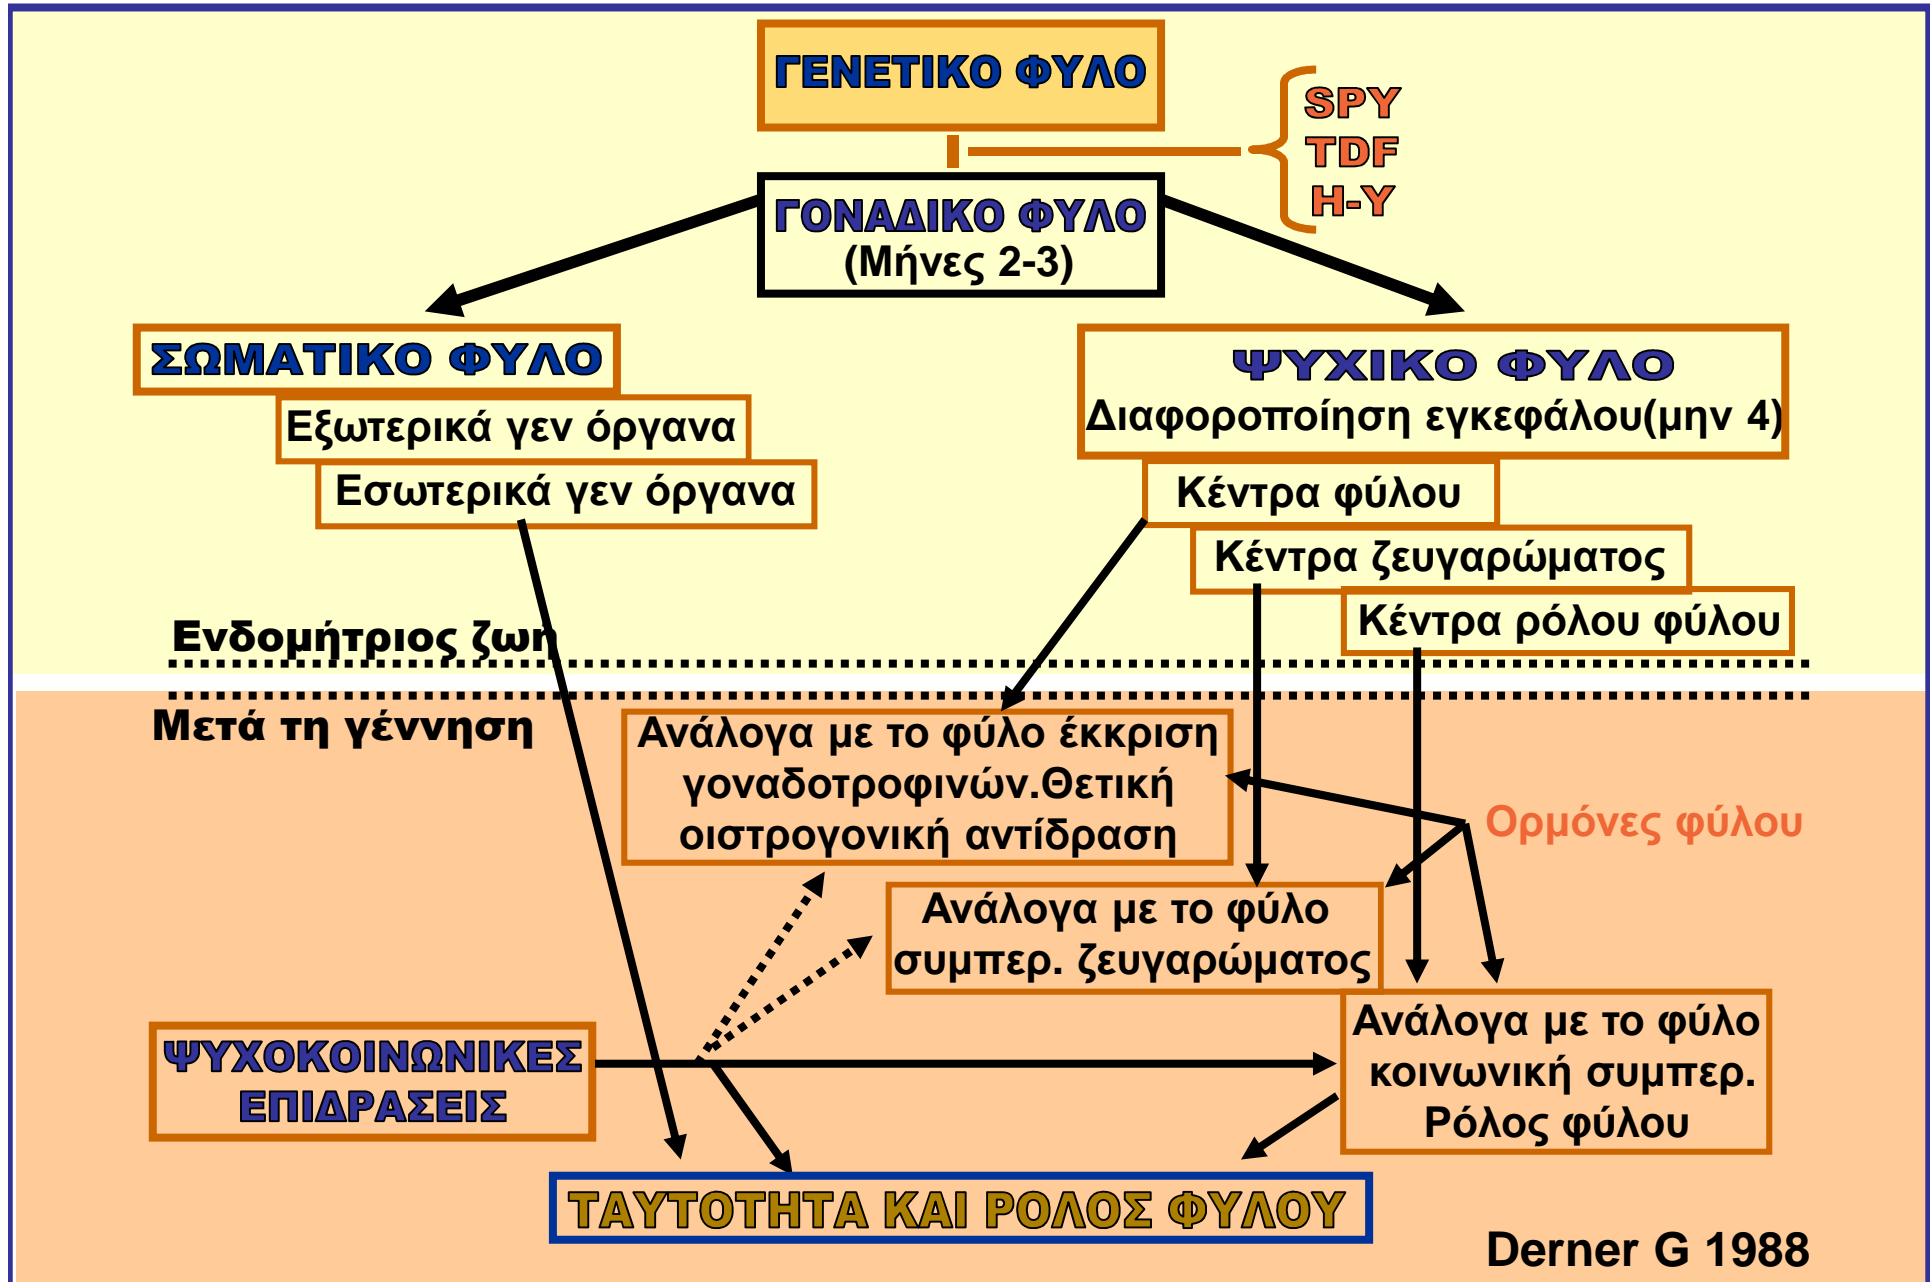 ΓΕΝΕΤΙΚΟ ΦΥΛΟ
SPY
TDF
H-Y
ΓΟΝΑΔΙΚΟ ΦΥΛΟ
(Μήνες 2-3)
ΣΩΜΑΤΙΚΟ ΦΥΛΟ
Εξωτερικά γεν όργανα
Εσωτερικά γεν όργανα
ΨΥΧΙΚΟ ΦΥΛΟ
Διαφοροποίηση εγκεφάλου(μην 4)
Κέντρα φύλου
Κέντρα ζευγαρώματος
Κέντρα ρόλου φύλου
Ενδομήτριος ζωή
Μετά τη γέννηση
Ανάλογα με το φύλο έκκριση
γοναδοτροφινών.Θετική
οιστρογονική αντίδραση
Ορμόνες φύλου
Ανάλογα με το φύλο
συμπερ. ζευγαρώματος
Ανάλογα με το φύλο
κοινωνική συμπερ.
Ρόλος φύλου
ΨΥΧΟΚΟΙΝΩΝΙΚΕΣ
ΕΠΙΔΡΑΣΕΙΣ
ΤΑΥΤΟΤΗΤΑ ΚΑΙ ΡΟΛΟΣ ΦΥΛΟΥ
Derner G 1988